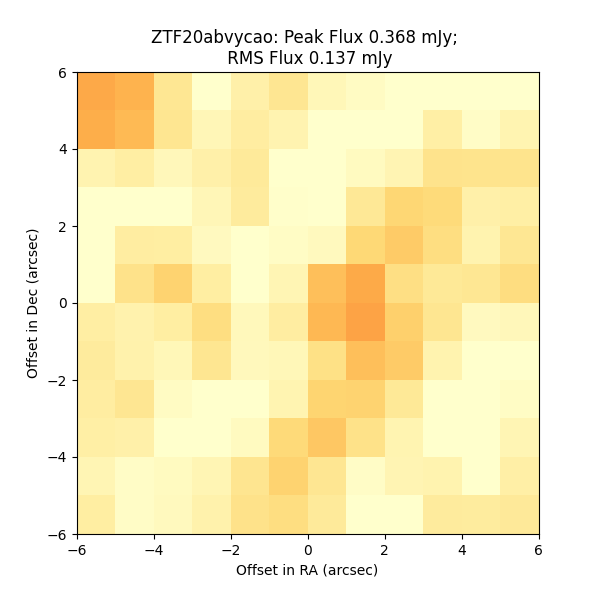 ZTF20abvycao: Peak Flux 0.368 mJy;
RMS Flux 0.137 mJy
6
4
2
0
−2
−4
−6
Offset in Dec (arcsec)
−6 −4 −2 0 2 4 6
Offset in RA (arcsec)